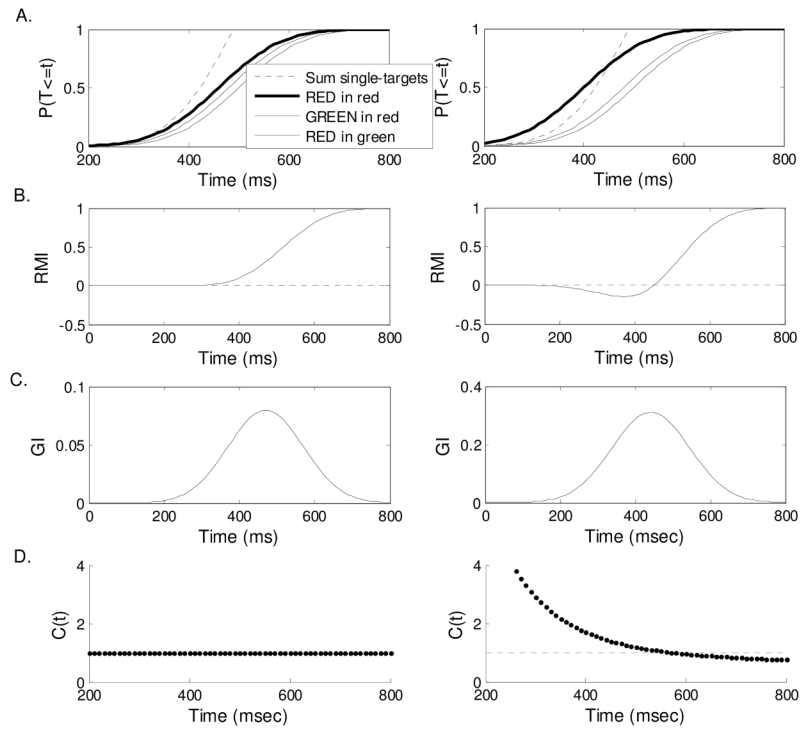 A.
1
0.5
0
P(T<=t)
200
400
600
800
Time (ms)
Sum single-targets
RED in red
GREEN in red
RED in green
1
0.5
0
P(T<=t)
200
400
600
800
Time (ms)
B.
1
0.5
0
-0.5
RMI
0
200
400
600
800
Time (ms)
1
0.5
0
-0.5
RMI
0
200
400
600
800
Time (ms)
C.
0.1
0.05
0
GI
0
200
400
600
800
Time (ms)
0.4
0.2
0
GI
0
200
400
600
800
Time (msec)
D.
4
2
0
C(t)
200
400
600
800
Time (msec)
4
2
0
C(t)
200
400
600
800
Time (msec)